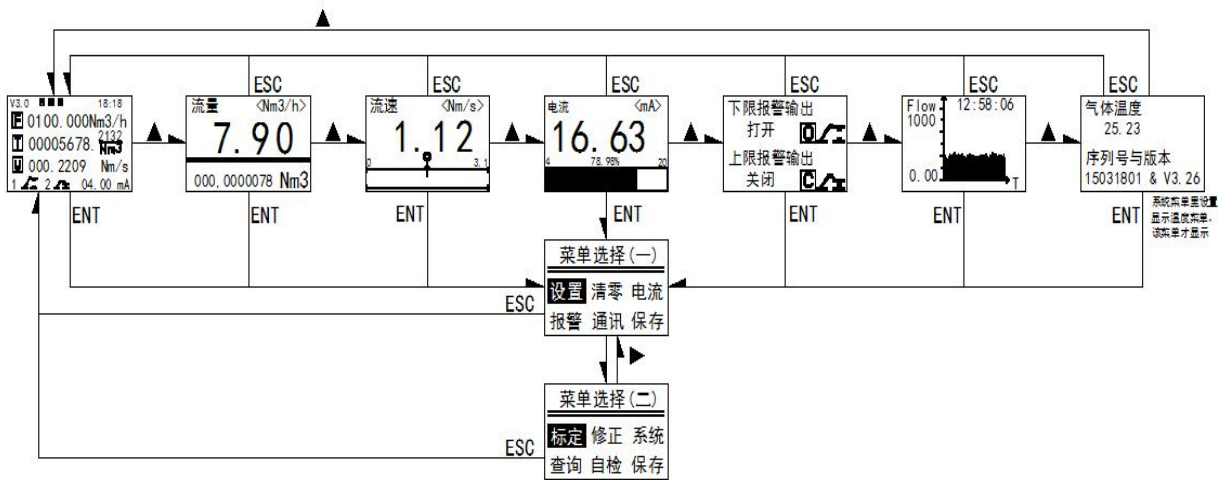 ESC ESC ESC ESC ESC ESC
V3.0 18:18
F 0100.000Nm3/h
I 00005678. 2132 Nm3
000.2209 Nm/s
1 2 04.00 mA
流量 <Nm3/h>
7.90
000,0000078 Nm3
流速 <Nm/s>
1.12
0 3.1
电流 <mA>
16.63
4 78.98% 20
下限报警输出
打开 O
上限报警输出
关闭 C
Flow 12:58:06
1000
0.00
T
气体温度
25.23
序列号与版本
15031801 & V3.26
系统菜单里设置
显示温度菜单,
该菜单才显示
ENT ENT ENT ENT ENT ENT ENT
菜单选择(一)
设置 清零 电流
报警 通讯 保存
ESC
菜单选择(二)
标定 修正 系统
查询 自检 保存
ESC